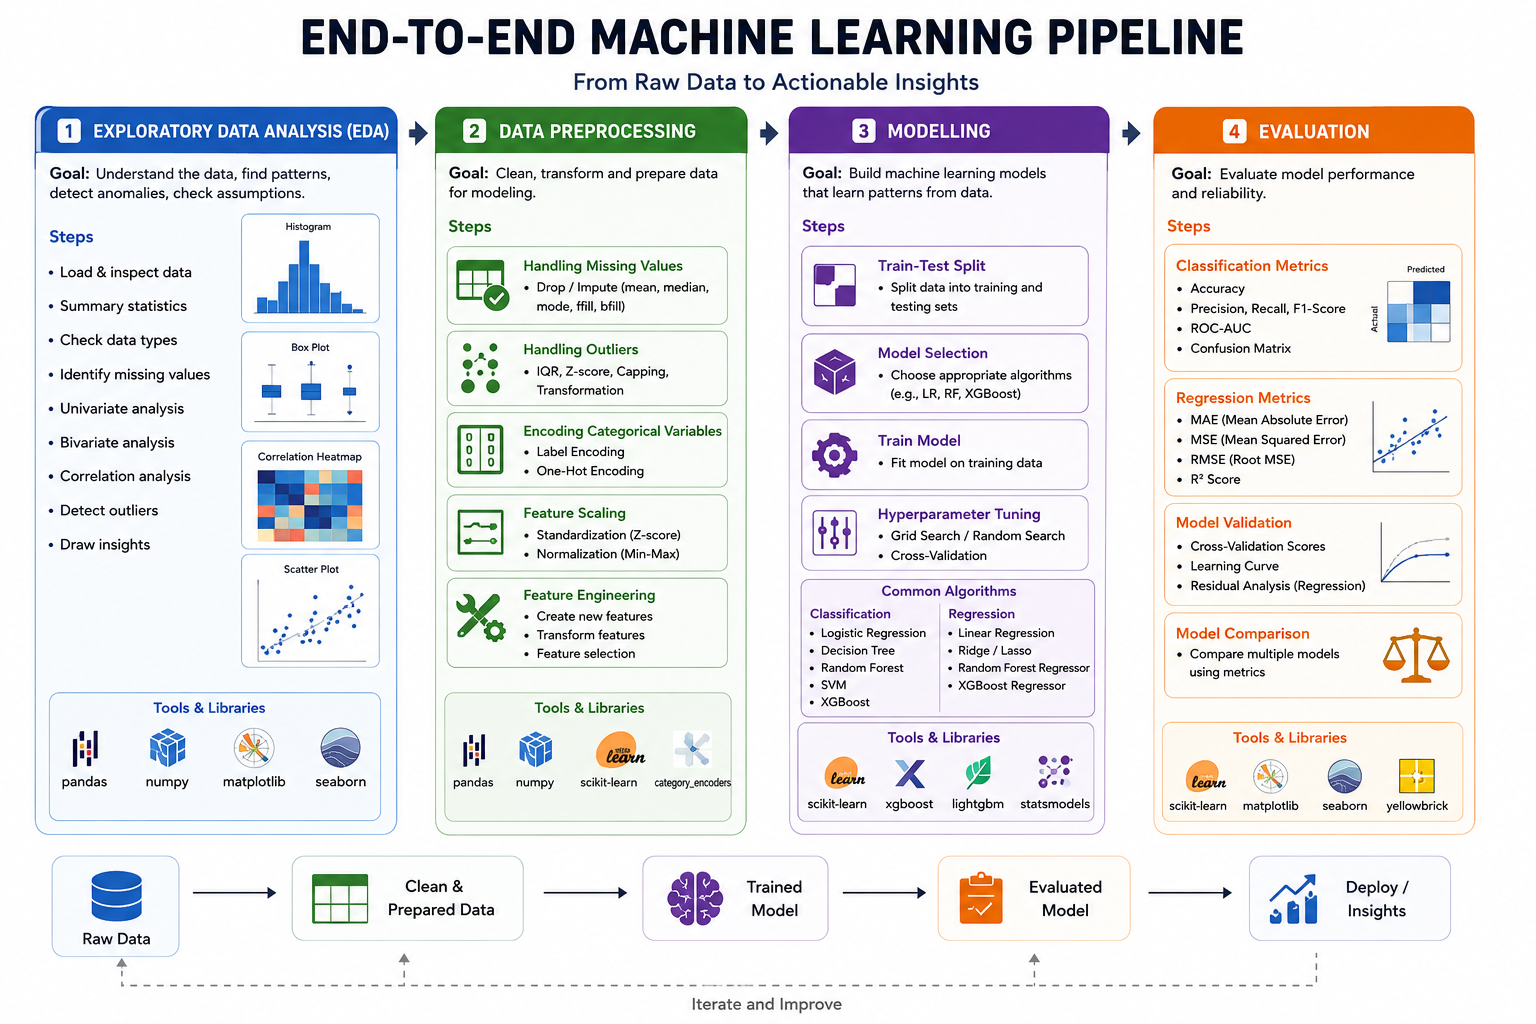 END-TO-END MACHINE LEARNING PIPELINE
From Raw Data to Actionable Insights
1 EXPLORATORY DATA ANALYSIS (EDA)
Goal: Understand the data, find patterns,
detect anomalies, check assumptions.
Steps
• Load & inspect data
• Summary statistics
• Check data types
• Identify missing values
• Univariate analysis
• Bivariate analysis
• Correlation analysis
• Detect outliers
• Draw insights
Histogram
Box Plot
Correlation Heatmap
Scatter Plot
Tools & Libraries
pandas
numpy
matplotlib
seaborn
2 DATA PREPROCESSING
Goal: Clean, transform and prepare data
for modeling.
Steps
Handling Missing Values
• Drop / Impute (mean, median,
mode, ffill, bfill)
Handling Outliers
• IQR, Z-score, Capping,
Transformation
Encoding Categorical Variables
• Label Encoding
• One-Hot Encoding
Feature Scaling
• Standardization (Z-score)
• Normalization (Min-Max)
Feature Engineering
• Create new features
• Transform features
• Feature selection
Tools & Libraries
pandas
numpy
learn
scikit-learn
category_encoders
3 MODELLING
Goal: Build machine learning models
that learn patterns from data.
Steps
Train-Test Split
• Split data into training and
testing sets
Model Selection
• Choose appropriate algorithms
(e.g., LR, RF, XGBoost)
Train Model
• Fit model on training data
Hyperparameter Tuning
• Grid Search / Random Search
• Cross-Validation
Common Algorithms
Classification
• Logistic Regression
• Decision Tree
• Random Forest
• SVM
• XGBoost
Regression
• Linear Regression
• Ridge / Lasso
• Random Forest Regressor
• XGBoost Regressor
Tools & Libraries
learn
scikit-learn
xgboost
lightgbm
statsmodels
4 EVALUATION
Goal: Evaluate model performance
and reliability.
Steps
Classification Metrics
• Accuracy
• Precision, Recall, F1-Score
• ROC-AUC
• Confusion Matrix
Predicted
Actual
Regression Metrics
• MAE (Mean Absolute Error)
• MSE (Mean Squared Error)
• RMSE (Root MSE)
• R² Score
Model Validation
• Cross-Validation Scores
• Learning Curve
• Residual Analysis (Regression)
Model Comparison
• Compare multiple models
using metrics
Tools & Libraries
learn
scikit-learn
matplotlib
seaborn
yellowbrick
Raw Data
Clean &
Prepared Data
Trained
Model
Evaluated
Model
Deploy /
Insights
Iterate and Improve